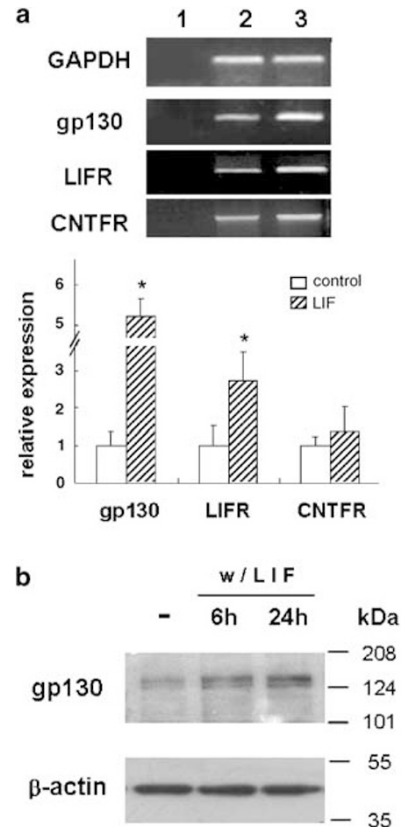 a
1 2 3
GAPDH
gp130
LIFR
CNTFR
relative expression
6
5
3
2
1
0
control
LIF
*
*
gp130 LIFR CNTFR
b
w / L I F
- 6h 24h kDa
gp130
208
124
101
β-actin
55
35